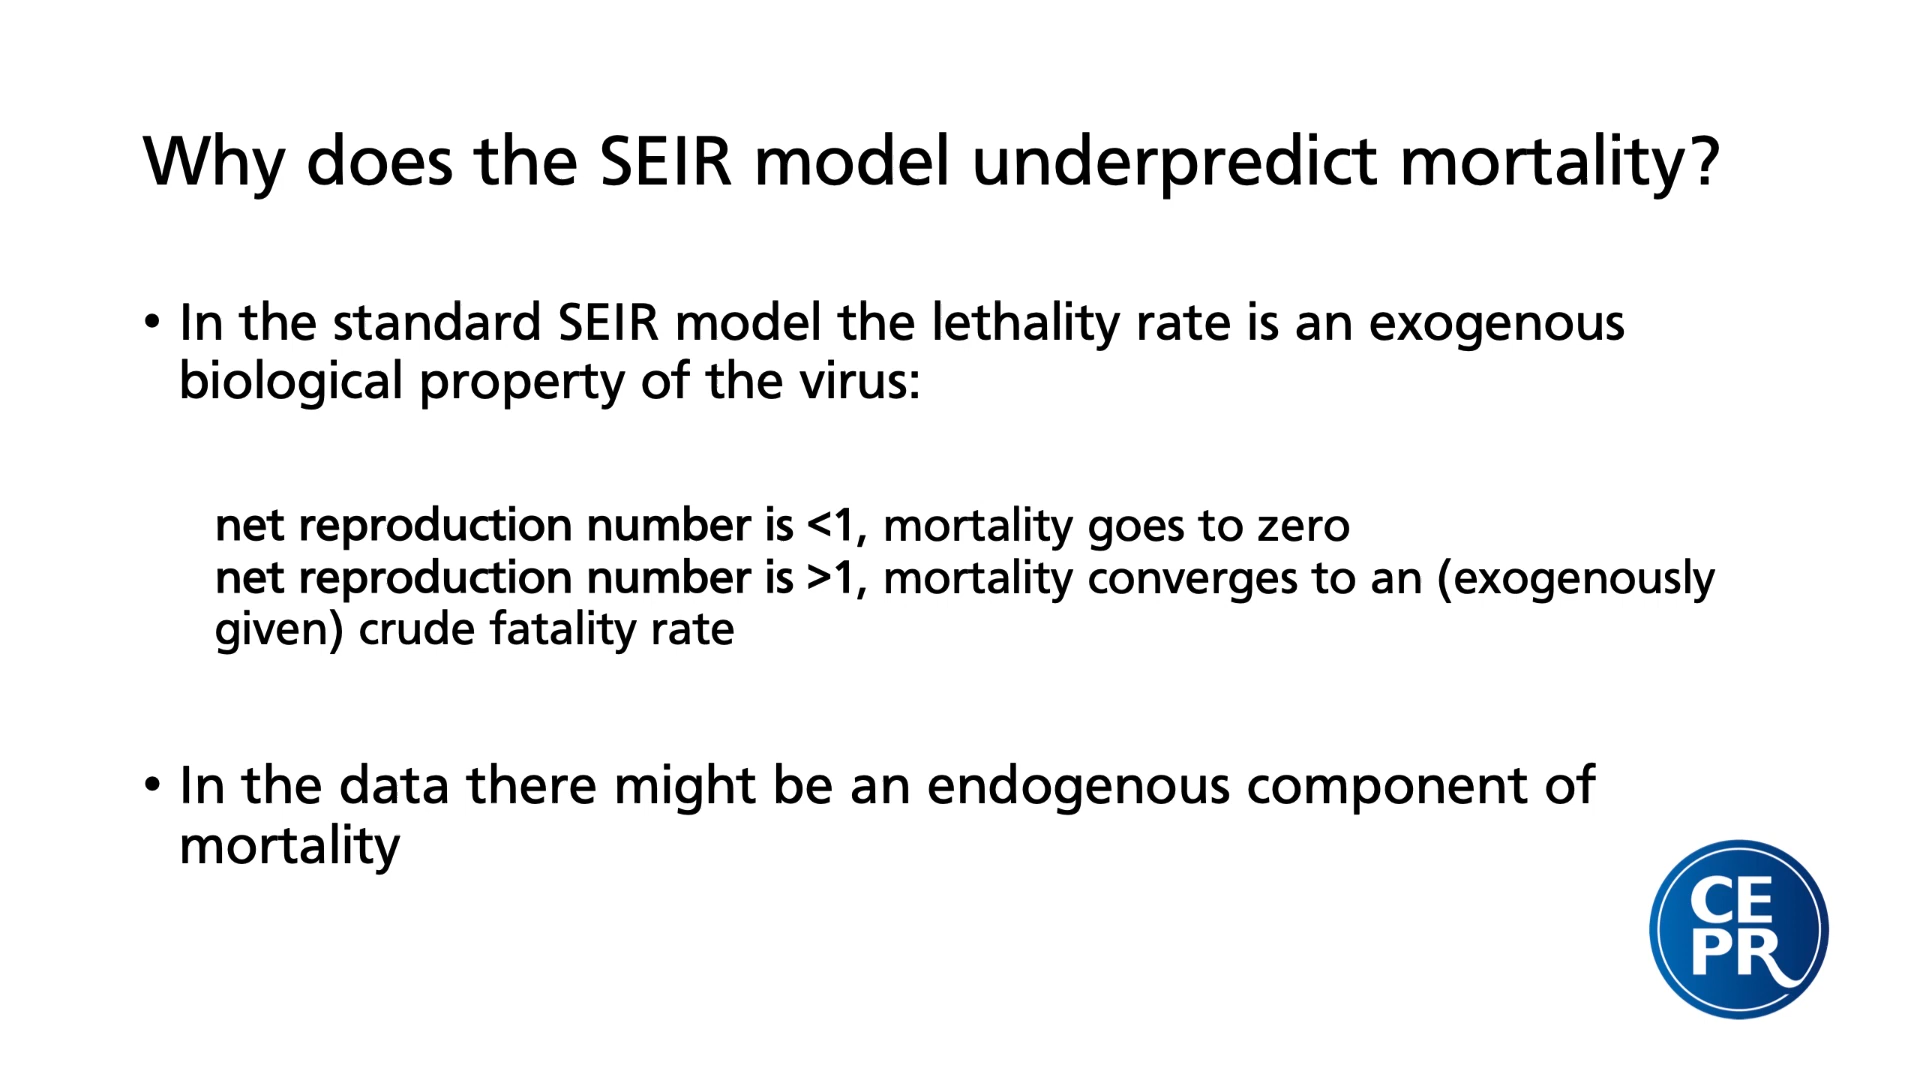 Why does the SEIR model underpredict mortality?
• In the standard SEIR model the lethality rate is an exogenous
biological property of the virus:
net reproduction number is <1, mortality goes to zero
net reproduction number is >1, mortality converges to an (exogenously
given) crude fatality rate
• In the data there might be an endogenous component of
mortality
CE
PR